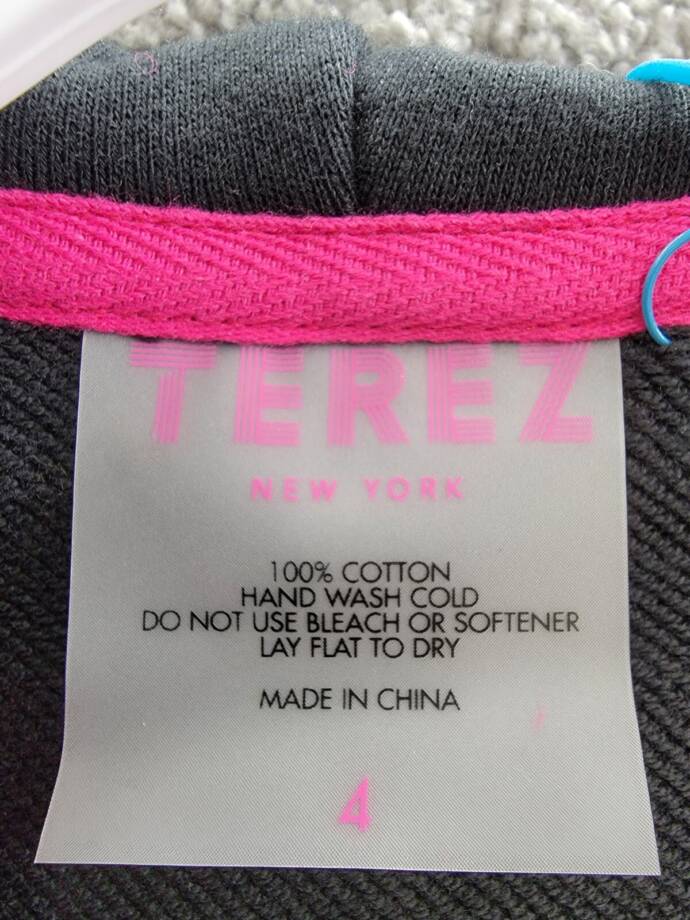 TEREZ
NEW YORK
100% COTTON
HAND WASH COLD
DO NOT USE BLEACH OR SOFTENER
LAY FLAT TO DRY
MADE IN CHINA
4